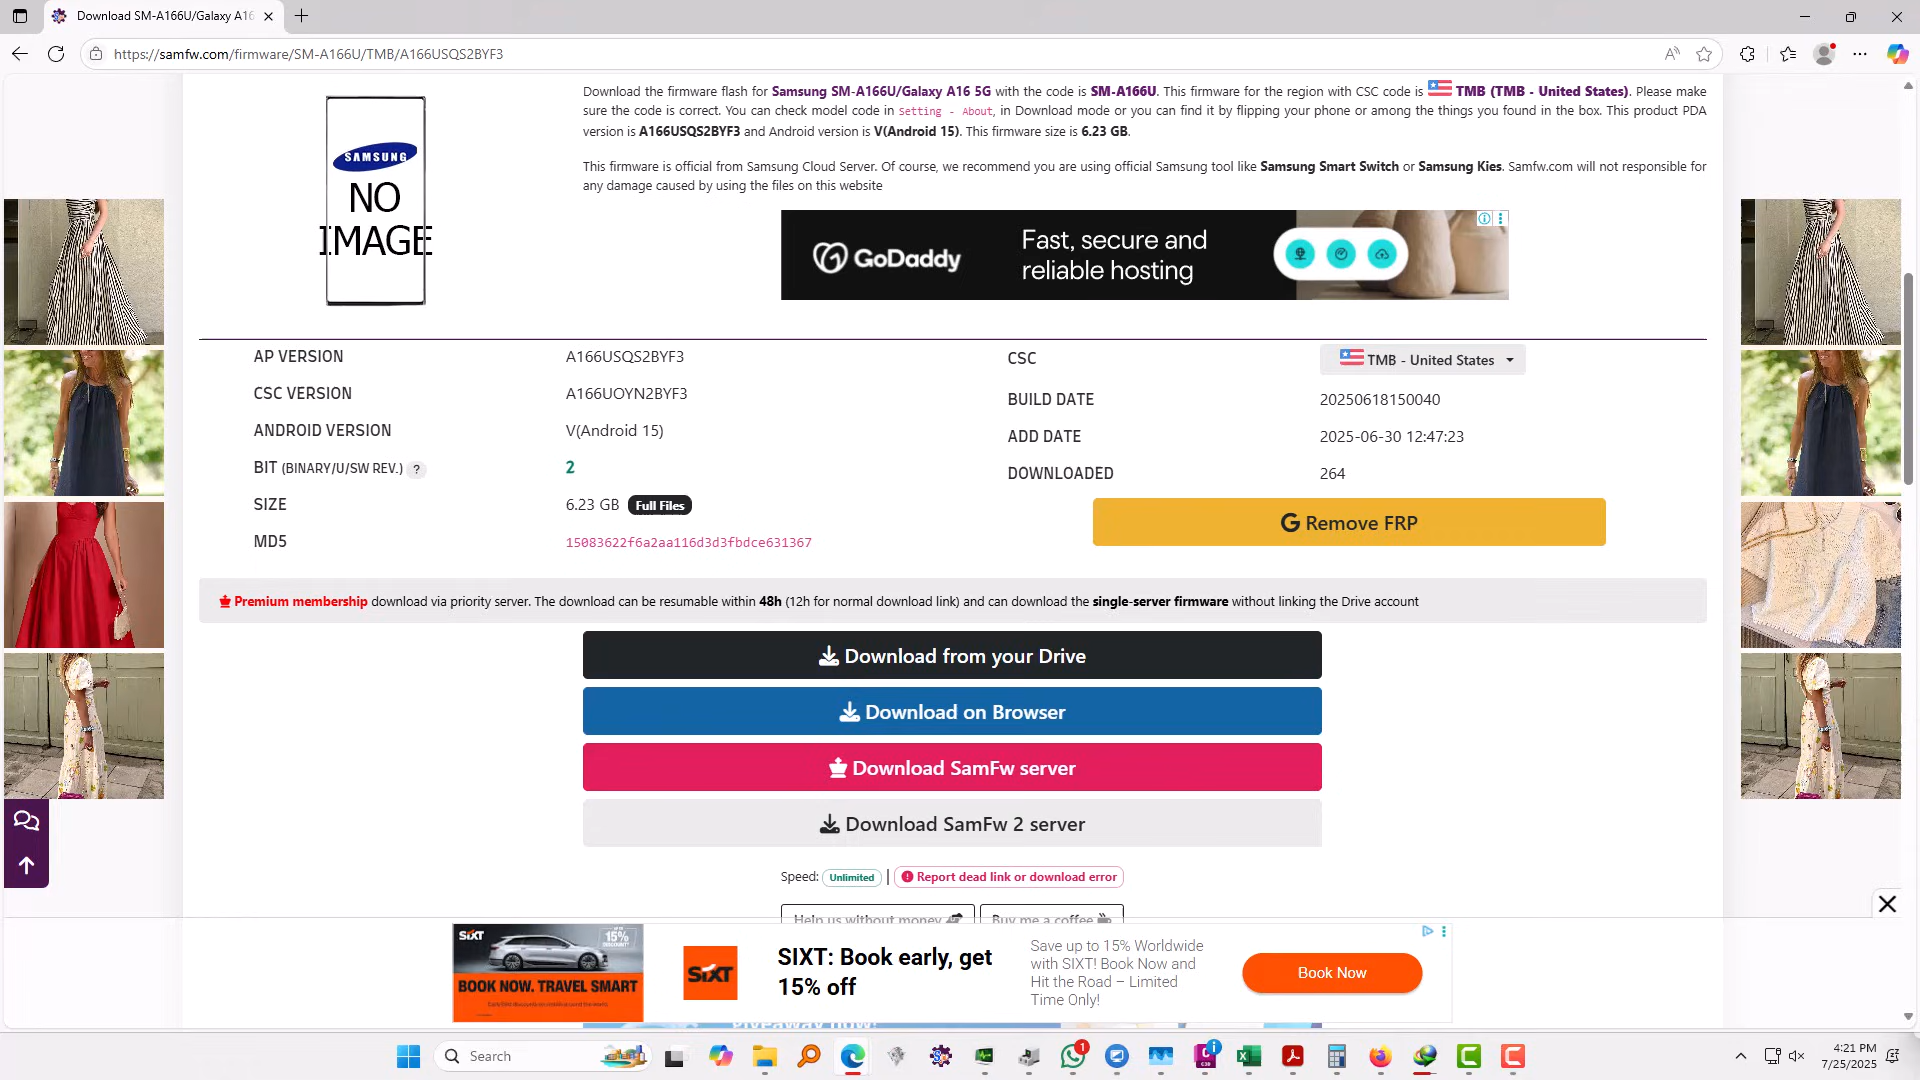 Download SM-A166U/Galaxy A16
https://samfw.com/firmware/SM-A166U/TMB/A166USQS2BYF3
Download the firmware flash for Samsung SM-A166U/Galaxy A16 5G with the code is SM-A166U. This firmware for the region with CSC code is TMB (TMB - United States). Please make
sure the code is correct. You can check model code in Setting - About, in Download mode or you can find it by flipping your phone or among the things you found in the box. This product PDA
version is A166USQS2BYF3 and Android version is V(Android 15). This firmware size is 6.23 GB.
This firmware is official from Samsung Cloud Server. Of course, we recommend you are using official Samsung tool like Samsung Smart Switch or Samsung Kies. Samfw.com will not responsible for
any damage caused by using the files on this website
SAMSUNG
NO
IMAGE
GoDaddy
Fast, secure and
reliable hosting
AP VERSION
A166USQS2BYF3
CSC VERSION
A166UOYN2BYF3
ANDROID VERSION
V(Android 15)
BIT (BINARY/U/SW REV.) ?
2
SIZE
6.23 GB Full Files
MD5
15083622f6a2aa116d3d3fbdce631367
CSC
TMB - United States
BUILD DATE
20250618150040
ADD DATE
2025-06-30 12:47:23
DOWNLOADED
264
Remove FRP
Premium membership download via priority server. The download can be resumable within 48h (12h for normal download link) and can download the single-server firmware without linking the Drive account
Download from your Drive
Download on Browser
Download SamFw server
Download SamFw 2 server
Speed: Unlimited | Report dead link or download error
Help us without money
Buy me a coffee
SIXT
15%
BOOK NOW. TRAVEL SMART
SIXT
SIXT: Book early, get
15% off
Save up to 15% Worldwide
with SIXT! Book Now and
Hit the Road – Limited
Time Only!
Book Now
Search
1
4:21 PM
7/25/2025